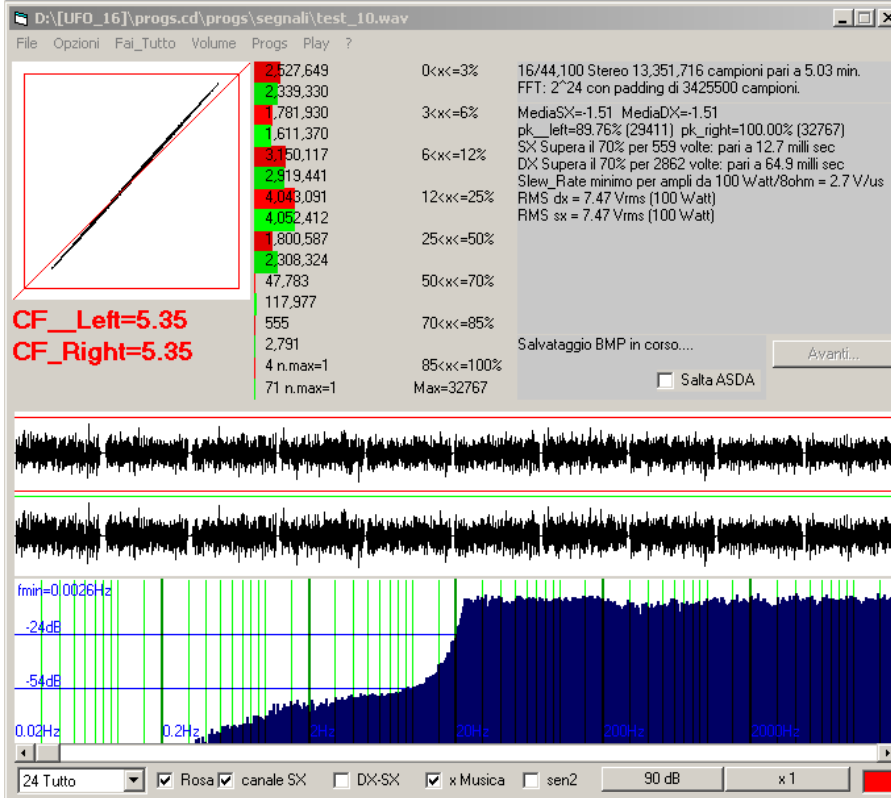 D:\[UFO_16]\progs.cd\progs\segnali\test_10.wav
File Opzioni Fai_Tutto Volume Progs Play ?
2,527,649 0<x<=3%
2,339,330
1,781,930 3<x<=6%
1,611,370
3,150,117 6<x<=12%
2,919,441
4,043,091 12<x<=25%
4,052,412
1,800,587 25<x<=50%
2,308,324
47,783 50<x<=70%
117,977
555 70<x<=85%
2,791
4 n.max=1 85<x<=100%
71 n.max=1 Max=32767
CF__Left=5.35
CF_Right=5.35
16/44,100 Stereo 13,351,716 campioni pari a 5.03 min.
FFT: 2^24 con padding di 3425500 campioni.
MediaSX=-1.51 MediaDX=-1.51
pk__left=89.76% (29411) pk_right=100.00% (32767)
SX Supera il 70% per 559 volte: pari a 12.7 milli sec
DX Supera il 70% per 2862 volte: pari a 64.9 milli sec
Slew_Rate minimo per ampli da 100 Watt/8ohm = 2.7 V/us
RMS dx = 7.47 Vrms (100 Watt)
RMS sx = 7.47 Vrms (100 Watt)
Salvataggio BMP in corso....
Avanti...
Salta ASDA
fmin=0.0026Hz
-24dB
-54dB
0.02Hz 0.2Hz 2Hz 20Hz 200Hz 2000Hz
24 Tutto Rosa canale SX DX-SX x Musica sen2 90 dB x 1